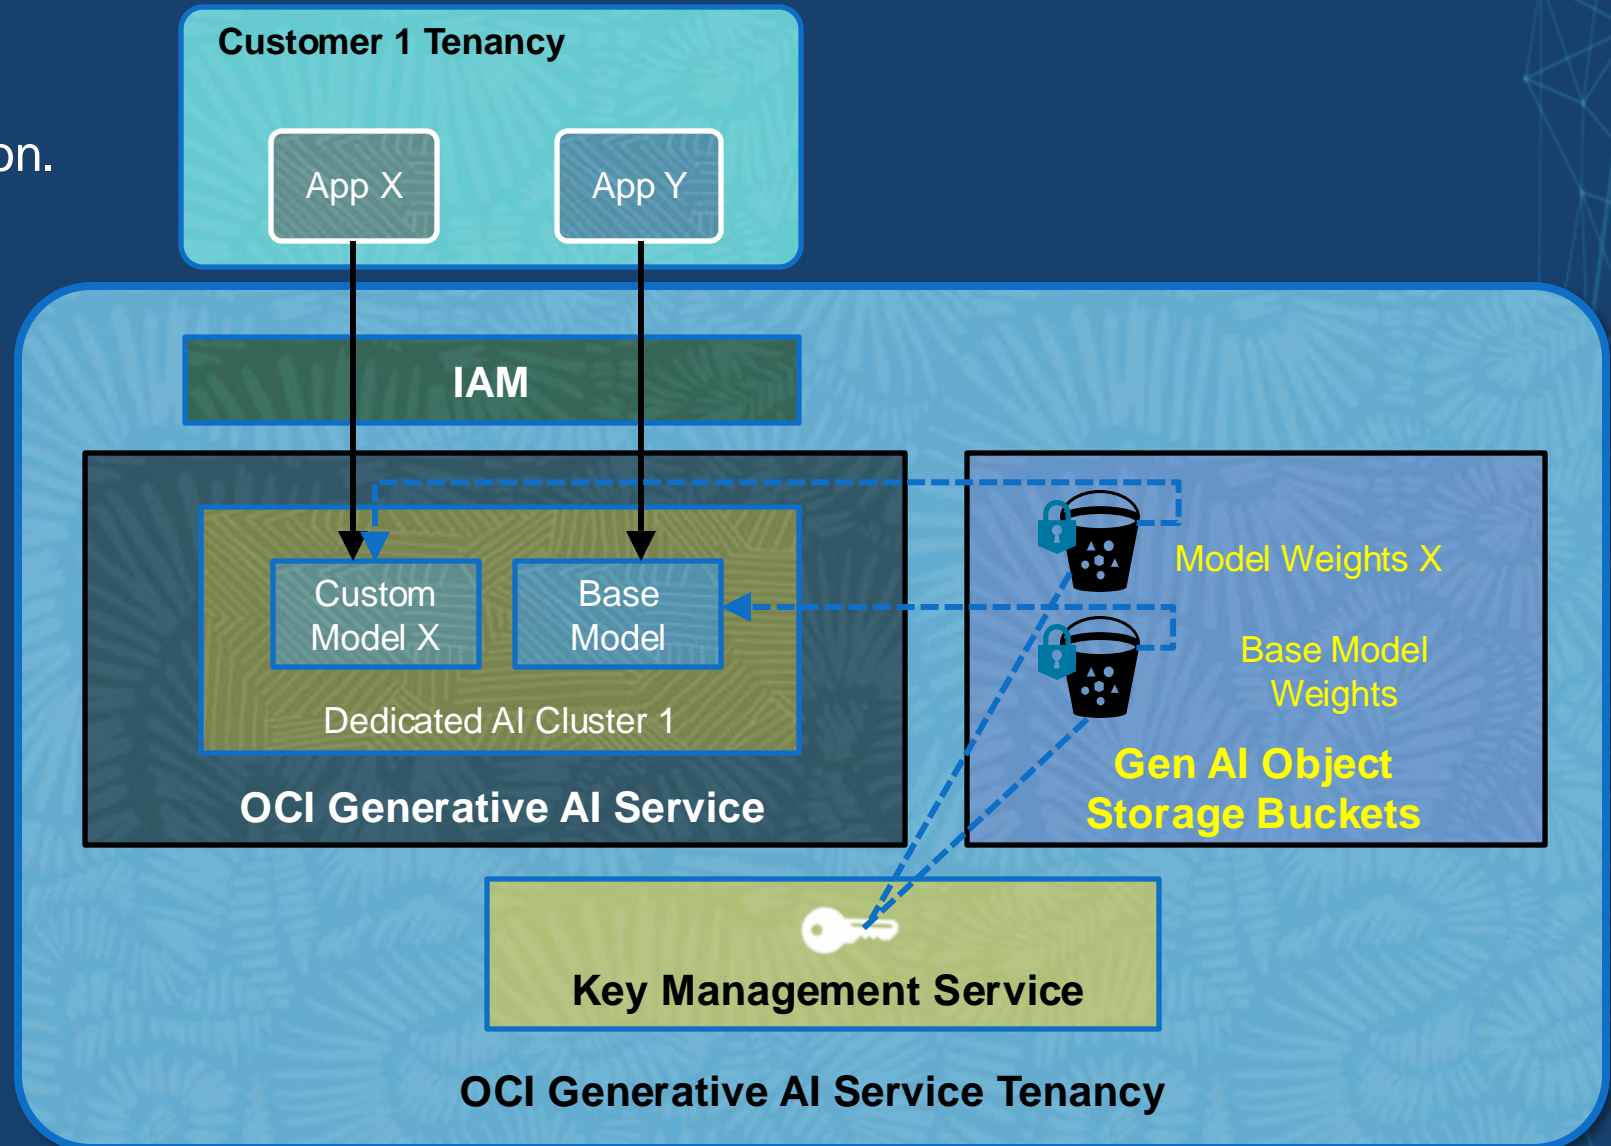 Customer 1 Tenancy
on.
App X
App Y
IAM
Custom
Model X
Base
Model
Dedicated AI Cluster 1
OCI Generative AI Service
Model Weights X
Base Model
Weights
Gen AI Object
Storage Buckets
Key Management Service
OCI Generative AI Service Tenancy